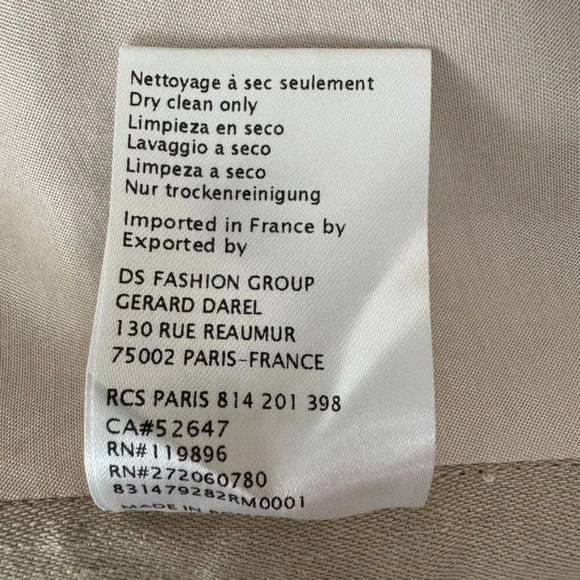 Nettoyage à sec seulement
Dry clean only
Limpieza en seco
Lavaggio a seco
Limpeza a seco
Nur trockenreinigung
Imported in France by
Exported by
DS FASHION GROUP
GERARD DAREL
130 RUE REAUMUR
75002 PARIS-FRANCE
RCS PARIS 814 201 398
CA#52647
RN#119896
RN#272060780
831479282RM0001
MADE IN